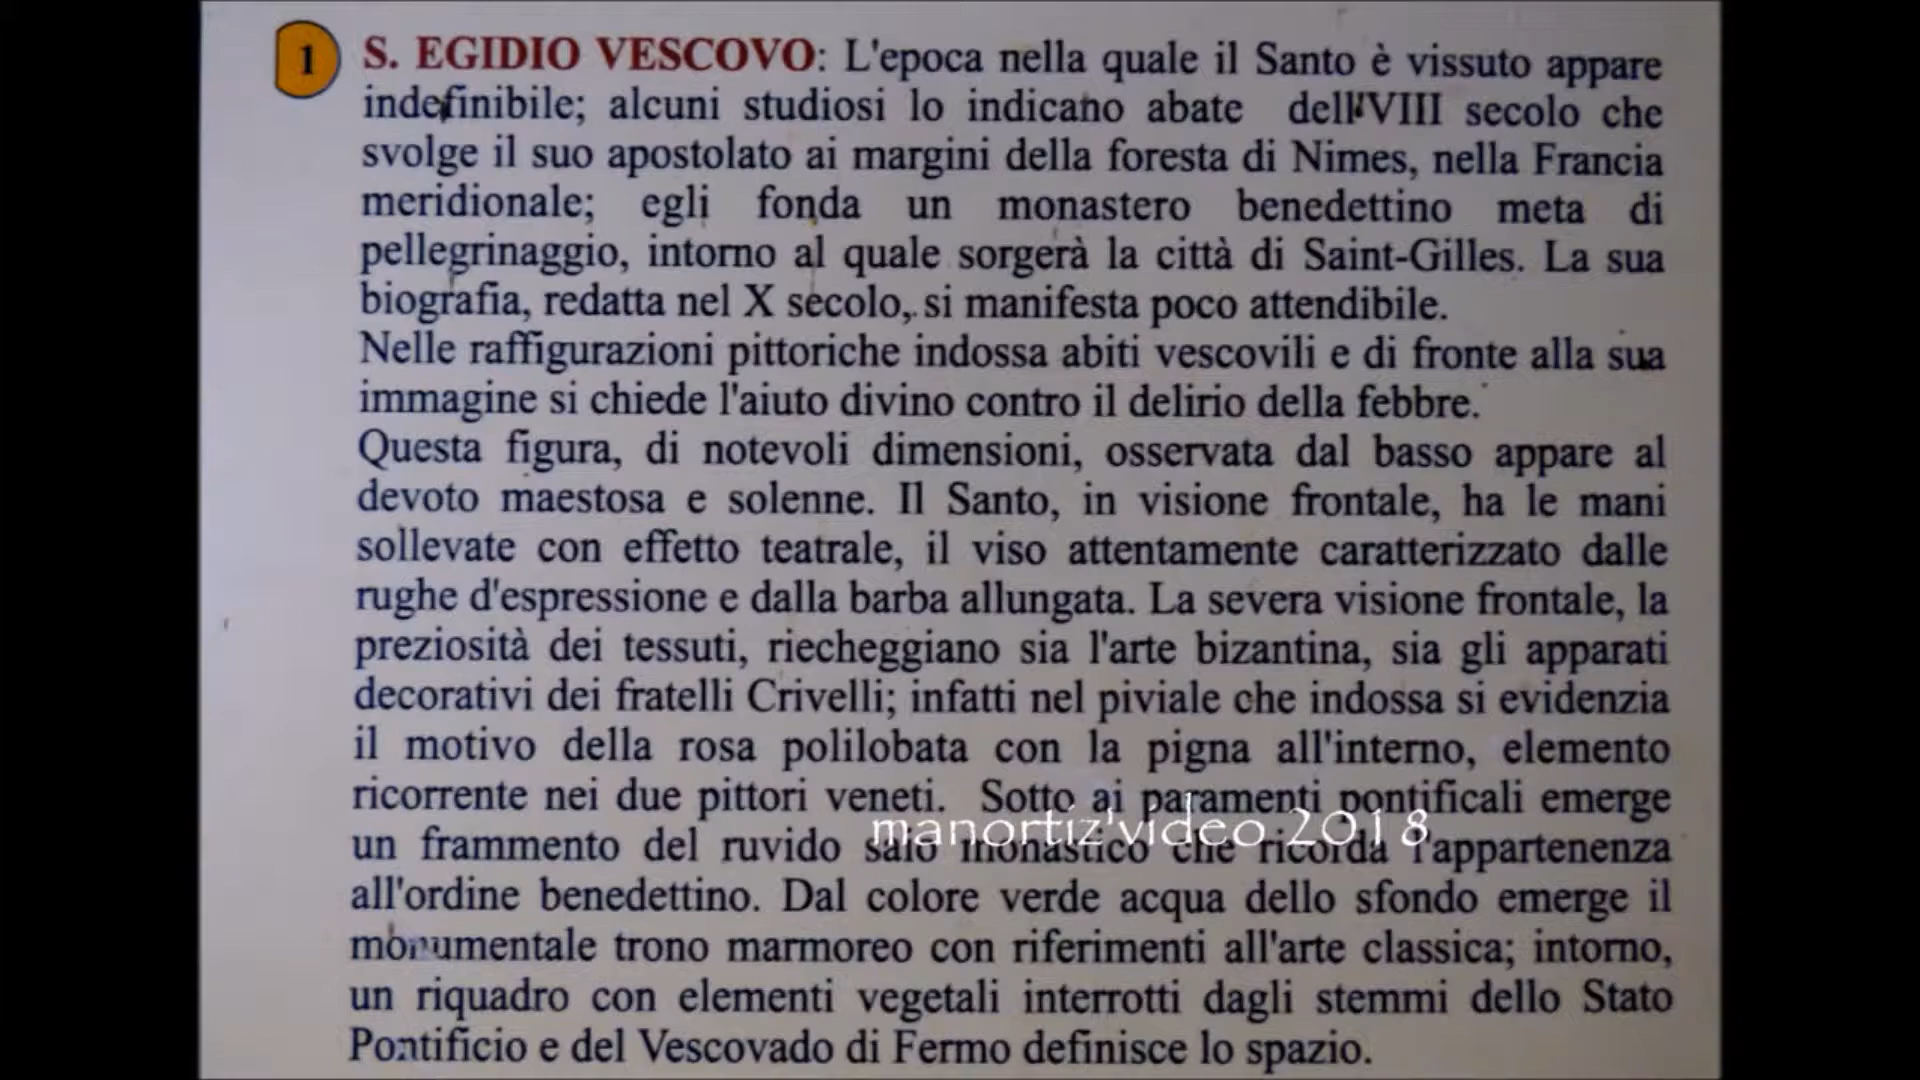 1 S. EGIDIO VESCOVO: L'epoca nella quale il Santo è vissuto appare
indefinibile; alcuni studiosi lo indicano abate dell'VIII secolo che
svolge il suo apostolato ai margini della foresta di Nimes, nella Francia
meridionale; egli fonda un monastero benedettino meta di
pellegrinaggio, intorno al quale sorgerà la città di Saint-Gilles. La sua
biografia, redatta nel X secolo, si manifesta poco attendibile.
Nelle raffigurazioni pittoriche indossa abiti vescovili e di fronte alla sua
immagine si chiede l'aiuto divino contro il delirio della febbre.
Questa figura, di notevoli dimensioni, osservata dal basso appare al
devoto maestosa e solenne. Il Santo, in visione frontale, ha le mani
sollevate con effetto teatrale, il viso attentamente caratterizzato dalle
rughe d'espressione e dalla barba allungata. La severa visione frontale, la
preziosità dei tessuti, riecheggiano sia l'arte bizantina, sia gli apparati
decorativi dei fratelli Crivelli; infatti nel piviale che indossa si evidenzia
il motivo della rosa polilobata con la pigna all'interno, elemento
ricorrente nei due pittori veneti. Sotto ai paramenti pontificali emerge
manortiz'video 2018
un frammento del ruvido saio monastico che ricorda l'appartenenza
all'ordine benedettino. Dal colore verde acqua dello sfondo emerge il
monumentale trono marmoreo con riferimenti all'arte classica; intorno,
un riquadro con elementi vegetali interrotti dagli stemmi dello Stato
Pontificio e del Vescovado di Fermo definisce lo spazio.